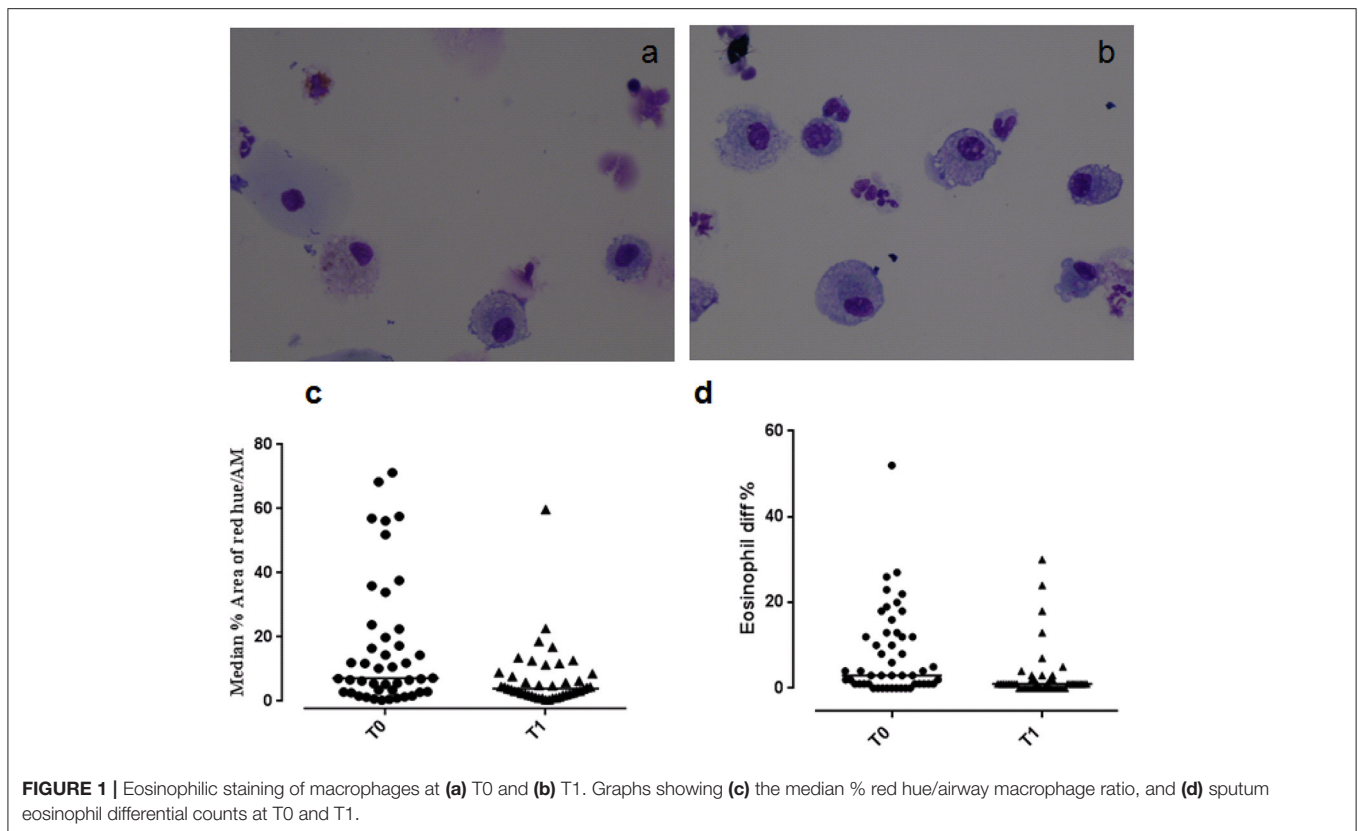 a
b
c
d
Median % Area of red hue/AM
80
60
40
20
0
T0
T1
Eosinophil diff %
60
40
20
0
T0
T1
FIGURE 1 | Eosinophilic staining of macrophages at (a) T0 and (b) T1. Graphs showing (c) the median % red hue/airway macrophage ratio, and (d) sputum
eosinophil differential counts at T0 and T1.